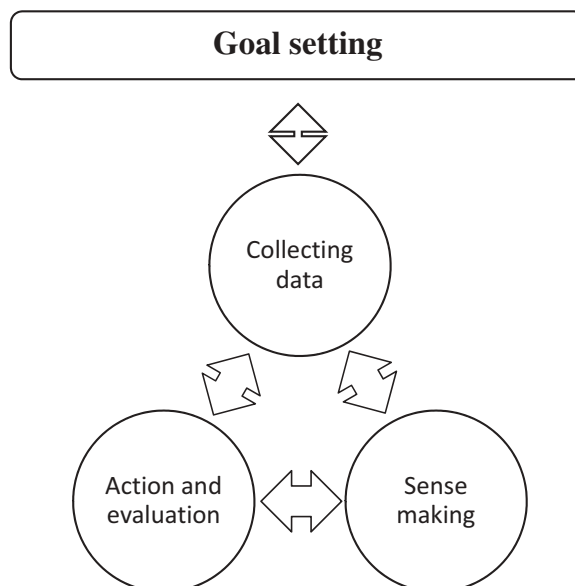 Goal setting
Collecting
data
Action and
evaluation
Sense
making